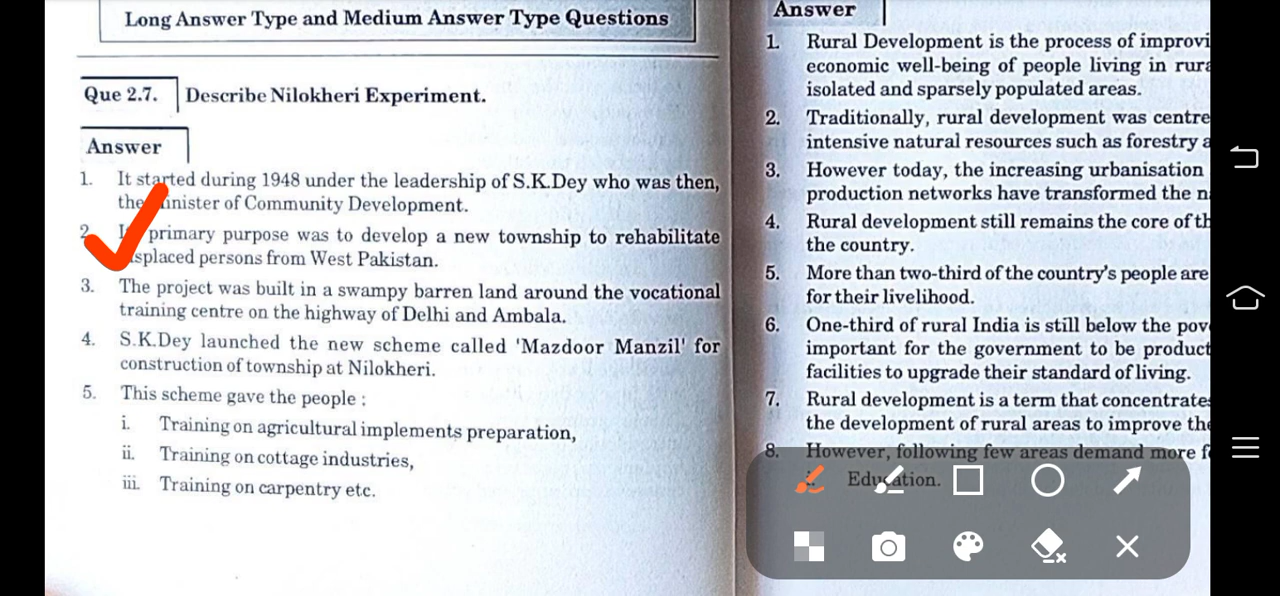 Long Answer Type and Medium Answer Type Questions
Que 2.7. Describe Nilokheri Experiment.
Answer
1. It started during 1948 under the leadership of S.K.Dey who was then,
the Minister of Community Development.
2. primary purpose was to develop a new township to rehabilitate
persons from West Pakistan.
3. The project was built in a swampy barren land around the vocational
training centre on the highway of Delhi and Ambala.
4. S.K.Dey launched the new scheme called 'Mazdoor Manzil' for
construction of township at Nilokheri.
5. This scheme gave the people :
i. Training on agricultural implements preparation,
ii. Training on cottage industries,
iii. Training on carpentry etc.
Answer
1. Rural Development is the process of improvi
economic well-being of people living in rura
isolated and sparsely populated areas.
2. Traditionally, rural development was centre
intensive natural resources such as forestry a
3. However today, the increasing urbanisation
production networks have transformed the n
4. Rural development still remains the core of th
the country.
5. More than two-third of the country's people are
for their livelihood.
6. One-third of rural India is still below the pov
important for the government to be product
facilities to upgrade their standard of living.
7. Rural development is a term that concentrates
the development of rural areas to improve the
8. However, following few areas demand more f
Education.